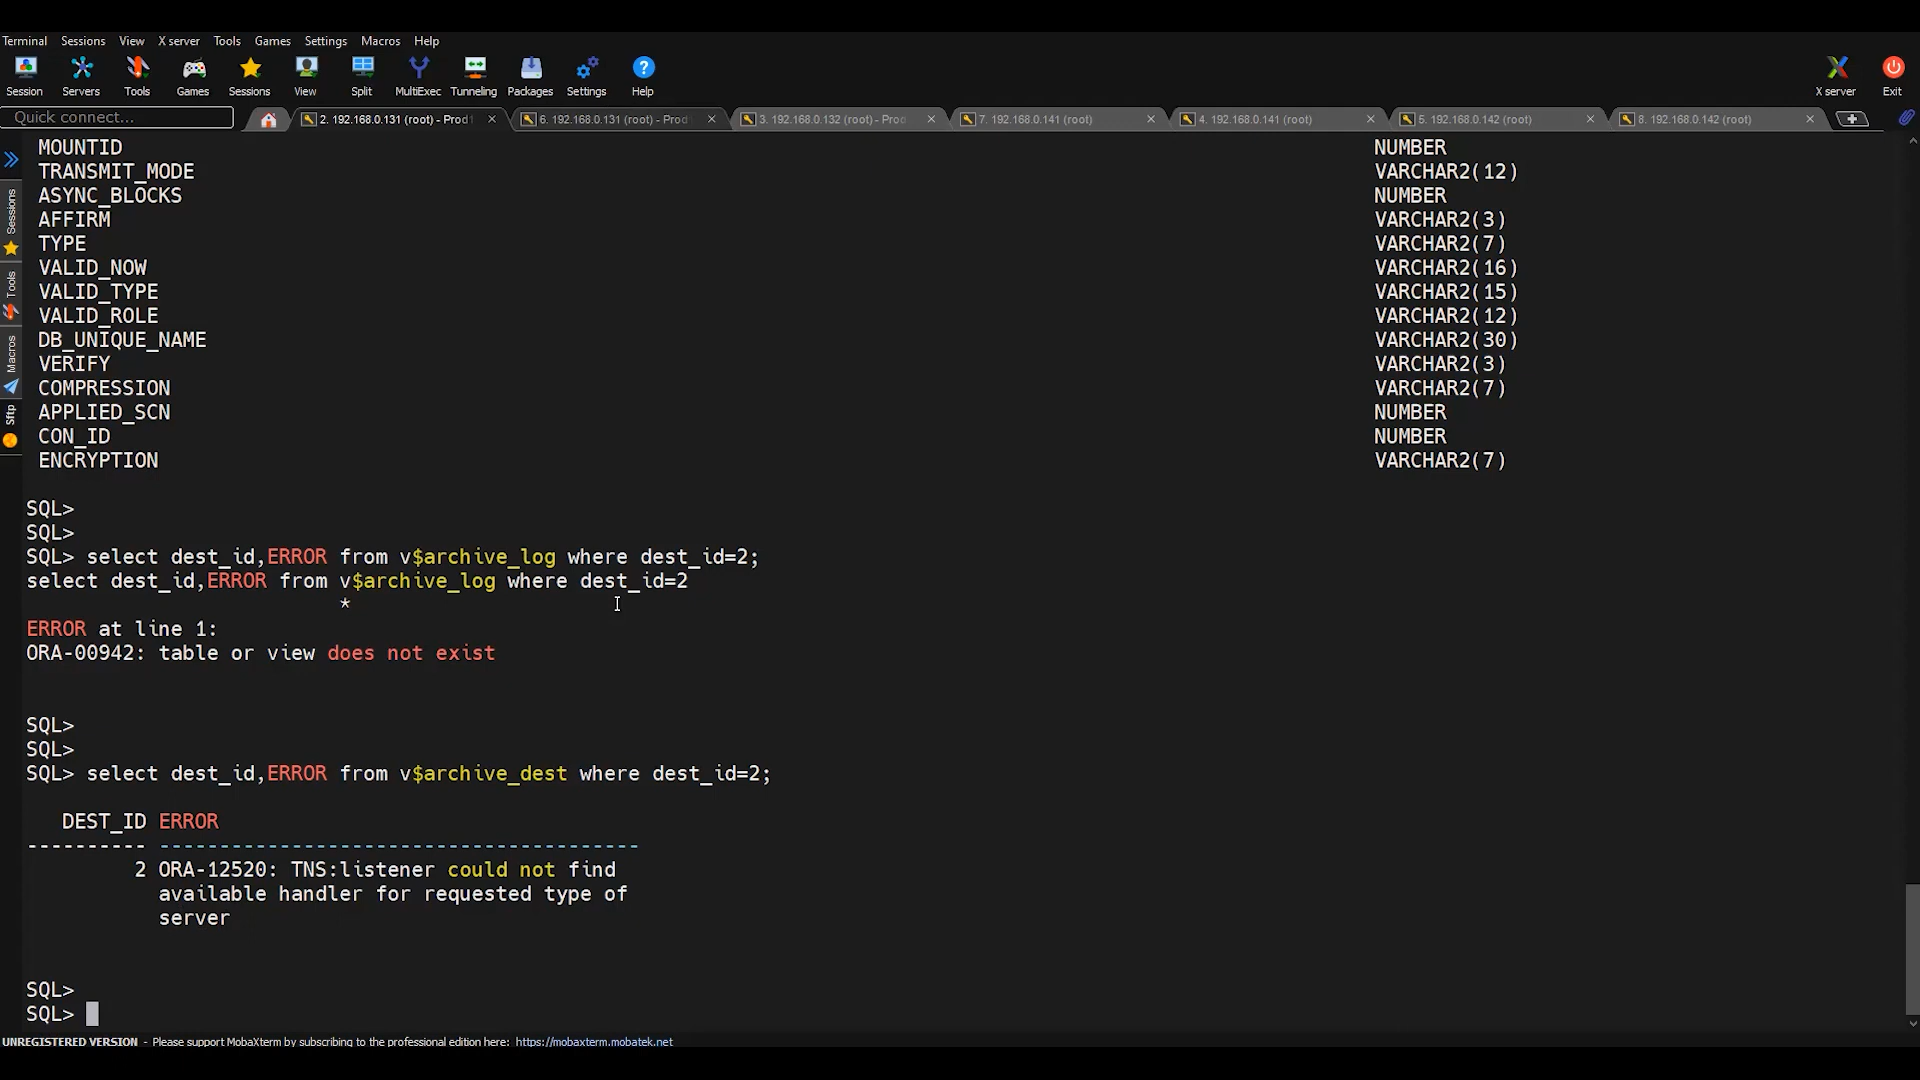 Terminal Sessions View X server Tools Games Settings Macros Help
Session Servers Tools Games Sessions View Split MultiExec Tunneling Packages Settings Help X server Exit
Quick connect... 2. 192.168.0.131 (root) - Prod 6. 192.168.0.131 (root) - Prod 3. 192.168.0.132 (root) - Prod 7. 192.168.0.141 (root) 4. 192.168.0.141 (root) 5. 192.168.0.142 (root) 8. 192.168.0.142 (root)
Sessions
Tools
Macros
Sftp
MOUNTID NUMBER
TRANSMIT_MODE VARCHAR2(12)
ASYNC_BLOCKS NUMBER
AFFIRM VARCHAR2(3)
TYPE VARCHAR2(7)
VALID_NOW VARCHAR2(16)
VALID_TYPE VARCHAR2(15)
VALID_ROLE VARCHAR2(12)
DB_UNIQUE_NAME VARCHAR2(30)
VERIFY VARCHAR2(3)
COMPRESSION VARCHAR2(7)
APPLIED_SCN NUMBER
CON_ID NUMBER
ENCRYPTION VARCHAR2(7)
SQL>
SQL>
SQL> select dest_id,ERROR from v$archive_log where dest_id=2;
select dest_id,ERROR from v$archive_log where dest_id=2
*
ERROR at line 1:
ORA-00942: table or view does not exist
SQL>
SQL>
SQL> select dest_id,ERROR from v$archive_dest where dest_id=2;
DEST_ID ERROR
---------- ----------------------------------------
2 ORA-12520: TNS:listener could not find
available handler for requested type of
server
SQL>
SQL>
UNREGISTERED VERSION - Please support MobaXterm by subscribing to the professional edition here: https://mobaxterm.mobatek.net